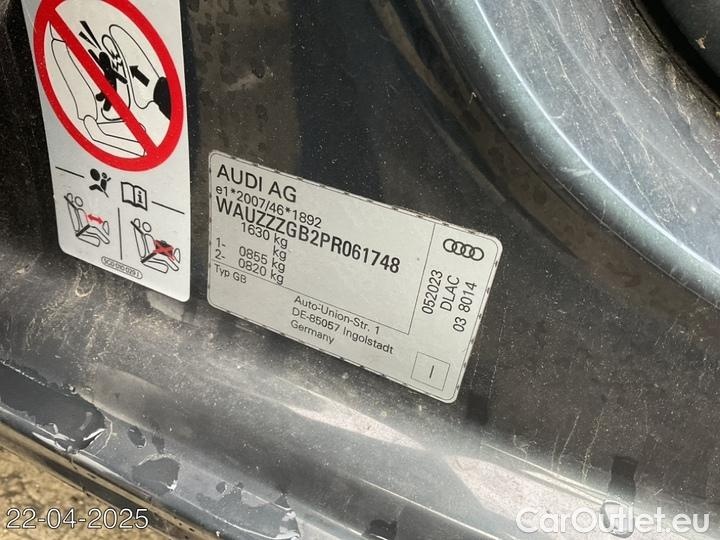 AUDI AG
e1*2007/46*1892
WAUZZZGB2PR061748
1630 kg
kg
1- 0855 kg
2- 0820 kg
Typ GB
Auto-Union-Str. 1
DE-85057 Ingolstadt
Germany
052023
DLAC
03 8014
I
22-04-2025
CarOutlet.eu